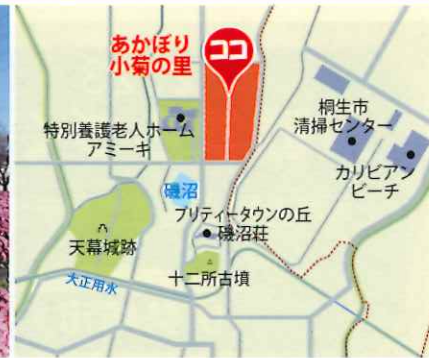 あかぼり
小菊の里
ココ
特別養護老人ホーム
アミーキ
桐生市
清掃センター
カリビアン
ビーチ
磯沼
プリティータウンの丘
磯沼荘
天幕城跡
十二所古墳
大正用水